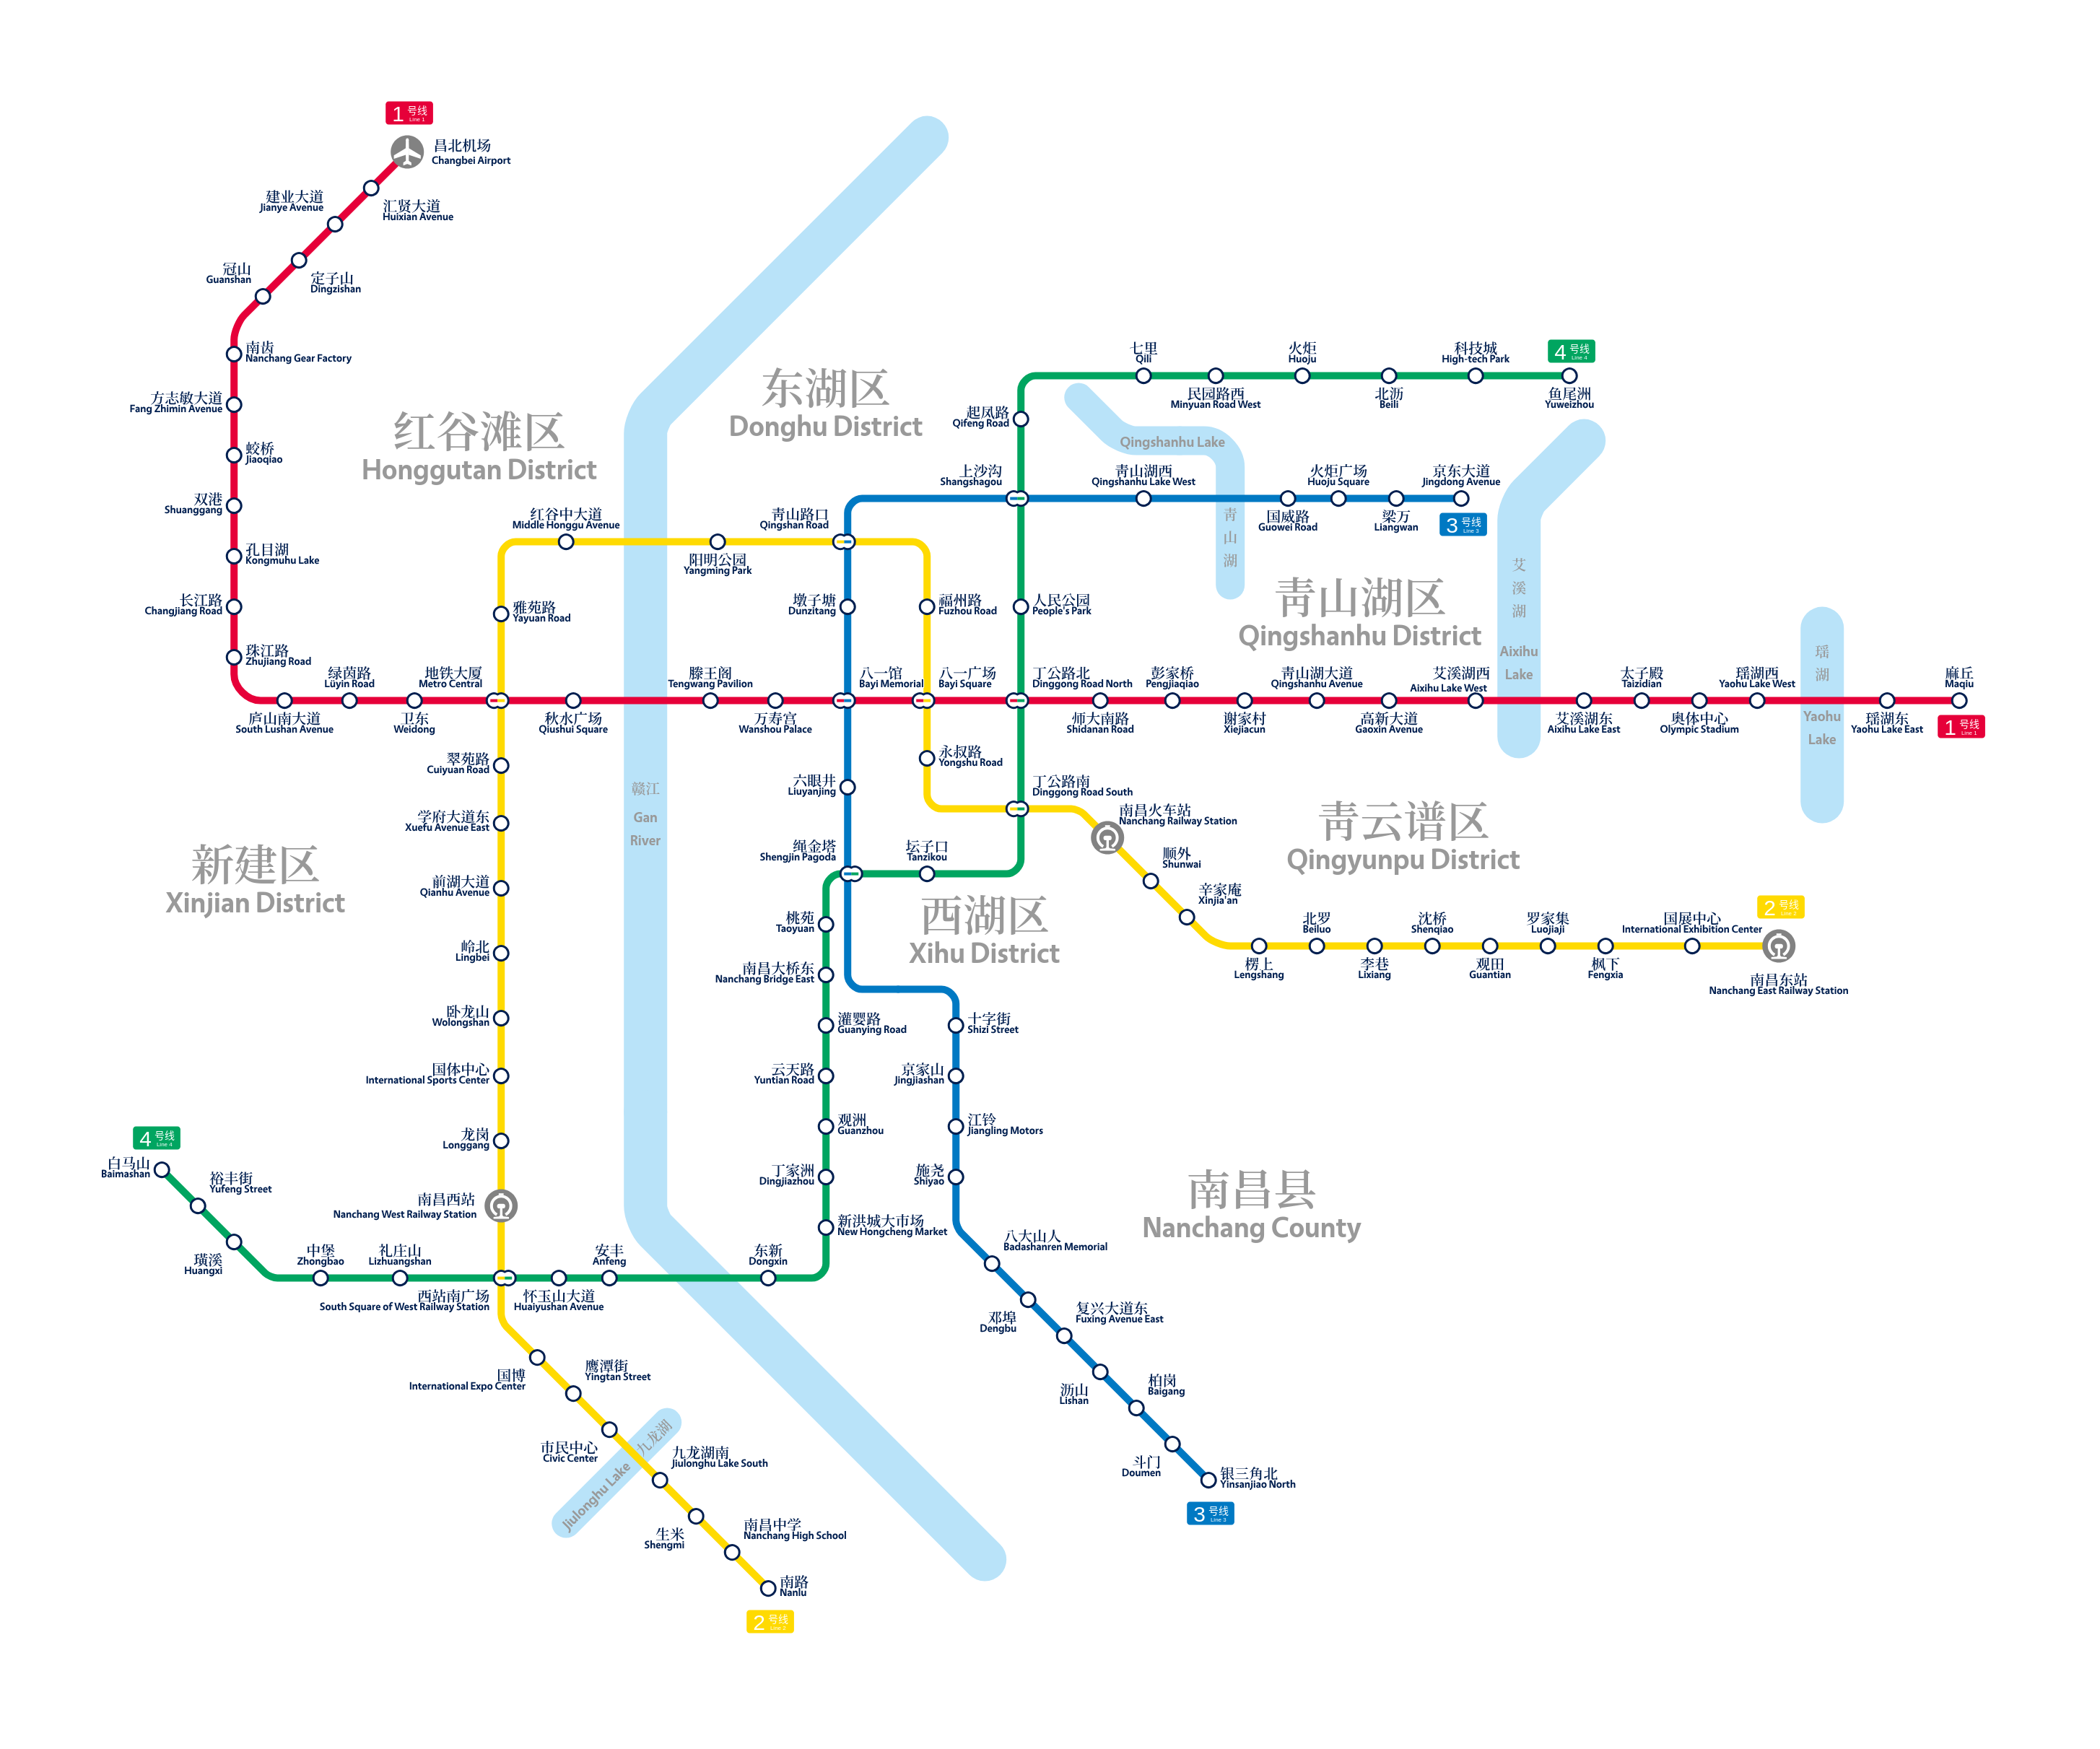 1 号线
Line 1
昌北机场
Changbei Airport
建业大道
Jianye Avenue
汇贤大道
Huixian Avenue
冠山
Guanshan
定子山
Dingzishan
南齿
Nanchang Gear Factory
方志敏大道
Fang Zhimin Avenue
蛟桥
Jiaoqiao
双港
Shuanggang
孔目湖
Kongmuhu Lake
长江路
Changjiang Road
珠江路
Zhujiang Road
庐山南大道
South Lushan Avenue
绿茵路
Lüyin Road
卫东
Weidong
地铁大厦
Metro Central
秋水广场
Qiushui Square
滕王阁
Tengwang Pavilion
万寿宫
Wanshou Palace
八一馆
Bayi Memorial
八一广场
Bayi Square
丁公路北
Dinggong Road North
师大南路
Shidanan Road
彭家桥
Pengjiaqiao
谢家村
Xiejiacun
青山湖大道
Qingshanhu Avenue
高新大道
Gaoxin Avenue
艾溪湖西
Aixihu Lake West
艾溪湖东
Aixihu Lake East
太子殿
Taizidian
奥体中心
Olympic Stadium
瑶湖西
Yaohu Lake West
瑶湖东
Yaohu Lake East
麻丘
Maqiu
1 号线
Line 1
红谷滩区
Honggutan District
东湖区
Donghu District
青山湖区
Qingshanhu District
青云谱区
Qingyunpu District
西湖区
Xihu District
新建区
Xinjian District
南昌县
Nanchang County
赣江
Gan
River
Qingshanhu Lake
青
山
湖
艾
溪
湖
Aixihu
Lake
瑶
湖
Yaohu
Lake
九龙湖
Jiulonghu Lake
七里
Qili
民园路西
Minyuan Road West
火炬
Huoju
北沥
Beili
科技城
High-tech Park
4 号线
Line 4
鱼尾洲
Yuweizhou
起凤路
Qifeng Road
上沙沟
Shangshagou
青山湖西
Qingshanhu Lake West
国威路
Guowei Road
火炬广场
Huoju Square
梁万
Liangwan
京东大道
Jingdong Avenue
3 号线
Line 3
红谷中大道
Middle Honggu Avenue
阳明公园
Yangming Park
青山路口
Qingshan Road
雅苑路
Yayuan Road
墩子塘
Dunzitang
福州路
Fuzhou Road
人民公园
People's Park
翠苑路
Cuiyuan Road
学府大道东
Xuefu Avenue East
前湖大道
Qianhu Avenue
岭北
Lingbei
卧龙山
Wolongshan
国体中心
International Sports Center
龙岗
Longgang
南昌西站
Nanchang West Railway Station
永叔路
Yongshu Road
六眼井
Liuyanjing
丁公路南
Dinggong Road South
南昌火车站
Nanchang Railway Station
顺外
Shunwai
辛家庵
Xinjia'an
楞上
Lengshang
北罗
Beiluo
李巷
Lixiang
沈桥
Shenqiao
观田
Guantian
罗家集
Luojiaji
枫下
Fengxia
国展中心
International Exhibition Center
2 号线
Line 2
南昌东站
Nanchang East Railway Station
绳金塔
Shengjin Pagoda
坛子口
Tanzikou
桃苑
Taoyuan
南昌大桥东
Nanchang Bridge East
灌婴路
Guanying Road
云天路
Yuntian Road
观洲
Guanzhou
丁家洲
Dingjiazhou
新洪城大市场
New Hongcheng Market
十字街
Shizi Street
京家山
Jingjiashan
江铃
Jiangling Motors
施尧
Shiyao
八大山人
Badashanren Memorial
邓埠
Dengbu
复兴大道东
Fuxing Avenue East
沥山
Lishan
柏岗
Baigang
斗门
Doumen
银三角北
Yinsanjiao North
3 号线
Line 3
4 号线
Line 4
白马山
Baimashan
裕丰街
Yufeng Street
璜溪
Huangxi
中堡
Zhongbao
礼庄山
Lizhuangshan
西站南广场
South Square of West Railway Station
怀玉山大道
Huaiyushan Avenue
安丰
Anfeng
东新
Dongxin
国博
International Expo Center
鹰潭街
Yingtan Street
市民中心
Civic Center
九龙湖南
Jiulonghu Lake South
生米
Shengmi
南昌中学
Nanchang High School
南路
Nanlu
2 号线
Line 2